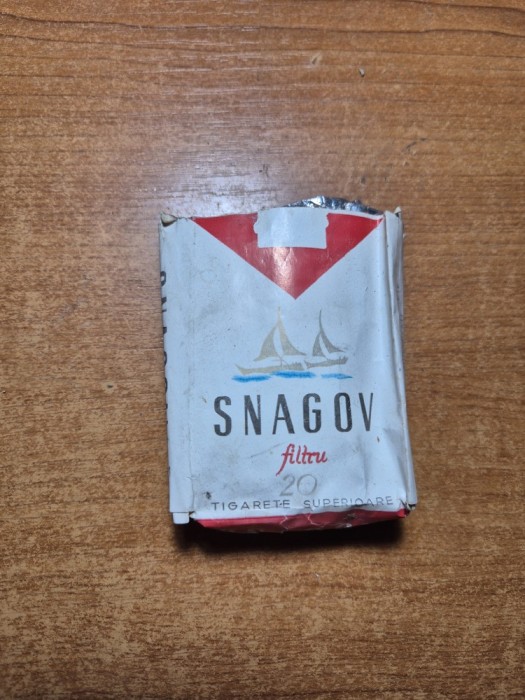 SNAGOV
filtru
20
TIGARETE SUPERIOARE